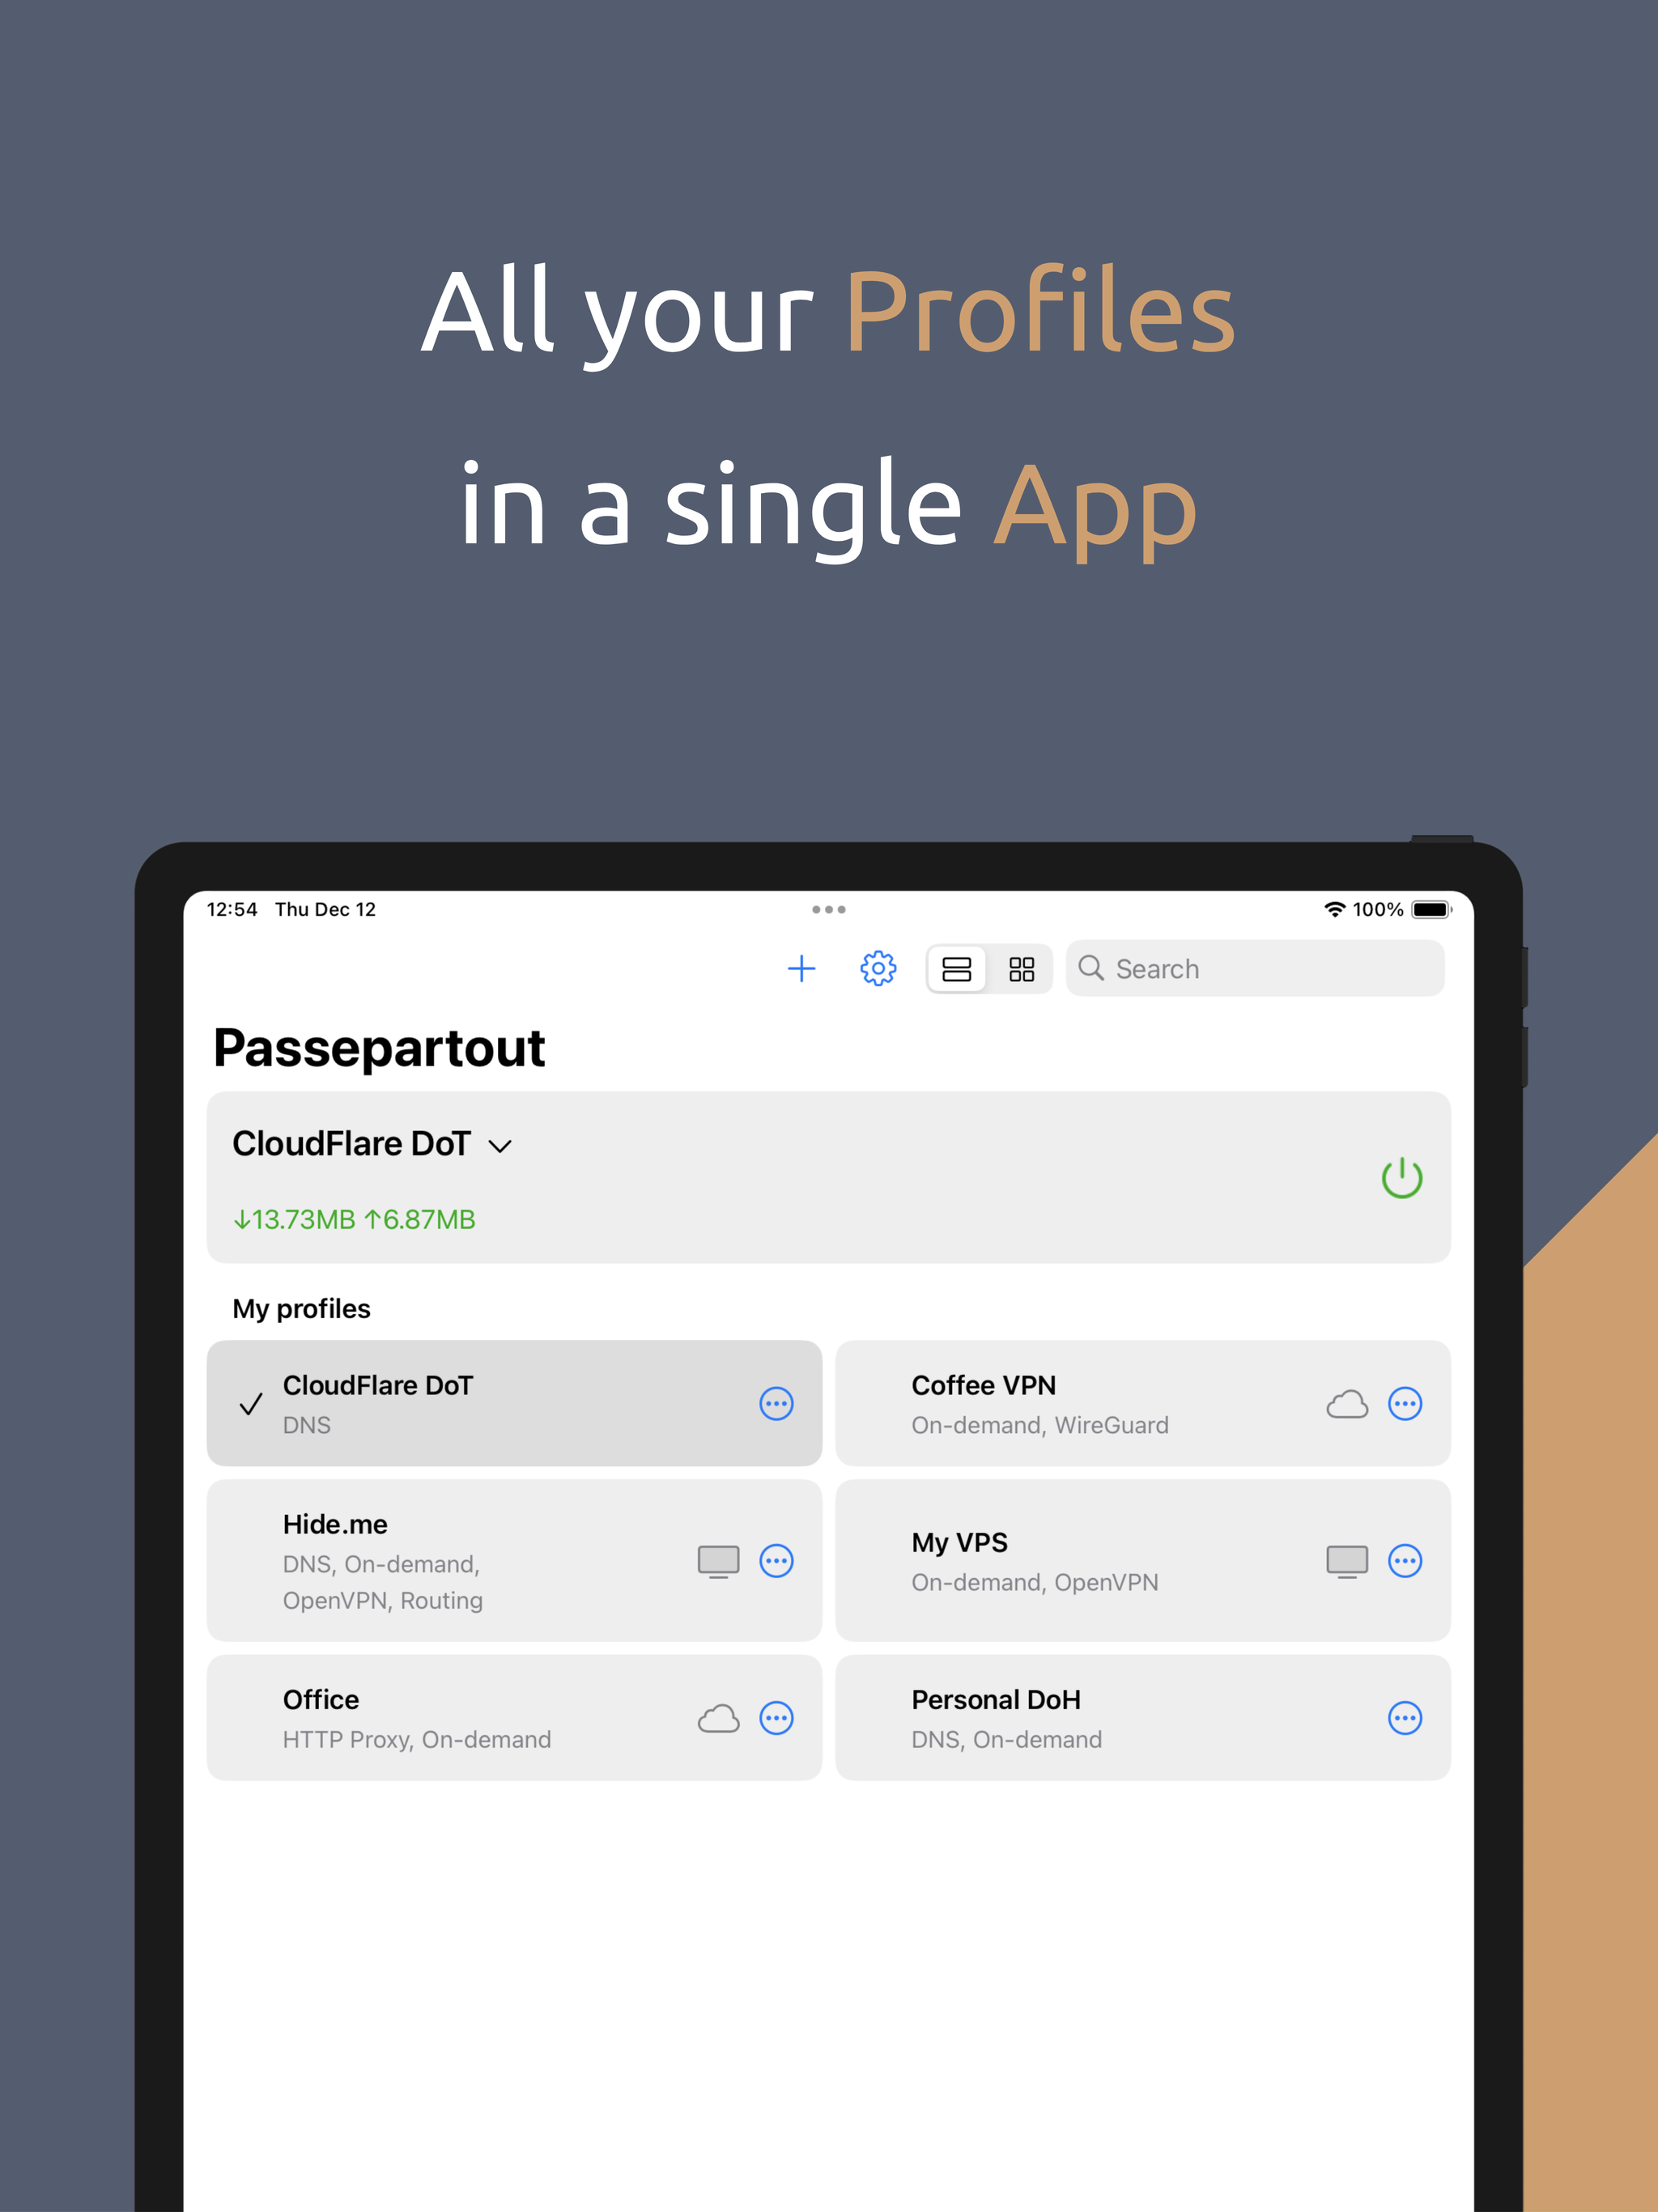 All your Profiles
in a single App
12:54 Thu Dec 12
100%
Search
Passepartout
CloudFlare DoT
↓13.73MB ↑6.87MB
My profiles
CloudFlare DoT
DNS
Coffee VPN
On-demand, WireGuard
Hide.me
DNS, On-demand,
OpenVPN, Routing
My VPS
On-demand, OpenVPN
Office
HTTP Proxy, On-demand
Personal DoH
DNS, On-demand